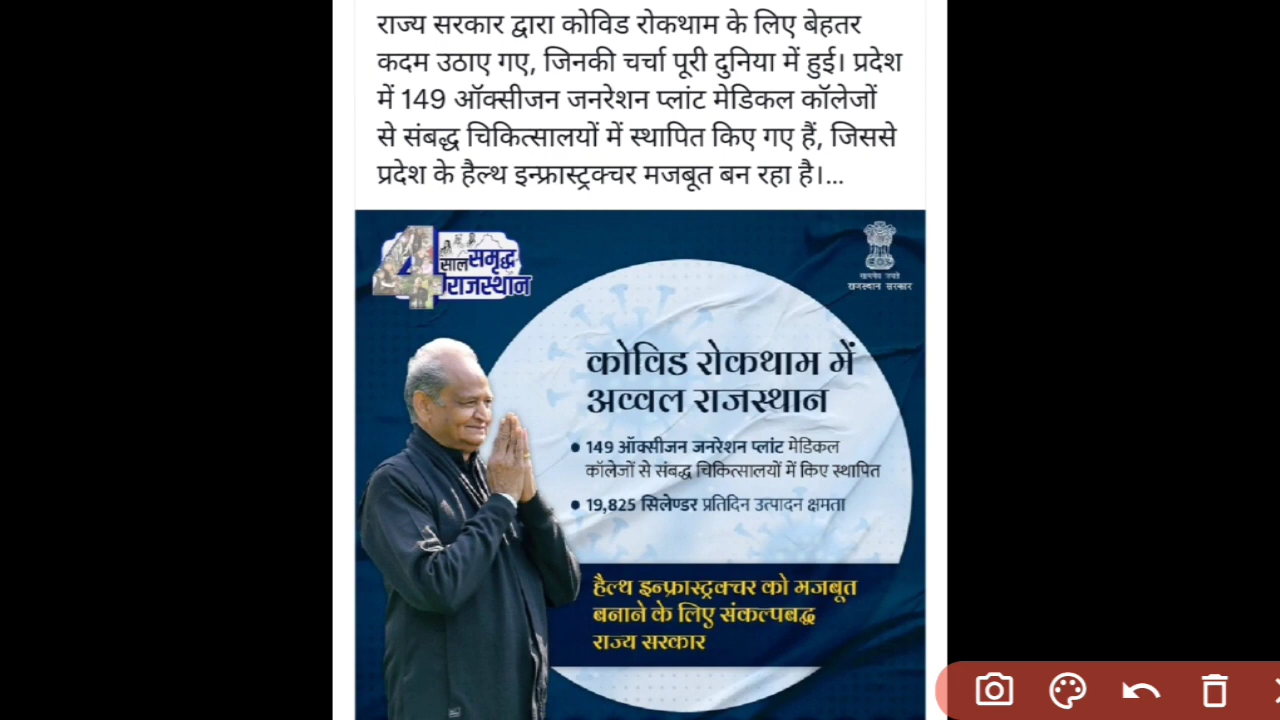 राज्य सरकार द्वारा कोविड रोकथाम के लिए बेहतर
कदम उठाए गए, जिनकी चर्चा पूरी दुनिया में हुई। प्रदेश
में 149 ऑक्सीजन जनरेशन प्लांट मेडिकल कॉलेजों
से संबद्ध चिकित्सालयों में स्थापित किए गए हैं, जिससे
प्रदेश के हैल्थ इन्फ्रास्ट्रक्चर मजबूत बन रहा है।...
4 साल समृद्ध
राजस्थान
सत्यमेव जयते
राजस्थान सरकार
कोविड रोकथाम में
अव्वल राजस्थान
• 149 ऑक्सीजन जनरेशन प्लांट मेडिकल
कॉलेजों से संबद्ध चिकित्सालयों में किए स्थापित
• 19,825 सिलेण्डर प्रतिदिन उत्पादन क्षमता
हैल्थ इन्फ्रास्ट्रक्चर को मजबूत
बनाने के लिए संकल्पबद्ध
राज्य सरकार